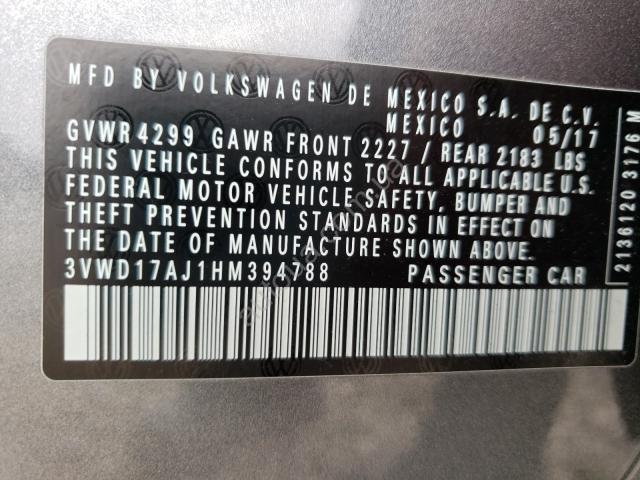 MFD BY VOLKSWAGEN DE MEXICO S.A. DE C.V.
MEXICO 05/17
GVWR 4299 GAWR FRONT 2227 / REAR 2183 LBS
THIS VEHICLE CONFORMS TO ALL APPLICABLE U.S.
FEDERAL MOTOR VEHICLE SAFETY, BUMPER AND
THEFT PREVENTION STANDARDS IN EFFECT ON
THE DATE OF MANUFACTURE SHOWN ABOVE.
3VWD17AJ1HM394788 PASSENGER CAR
2136120 3176 M